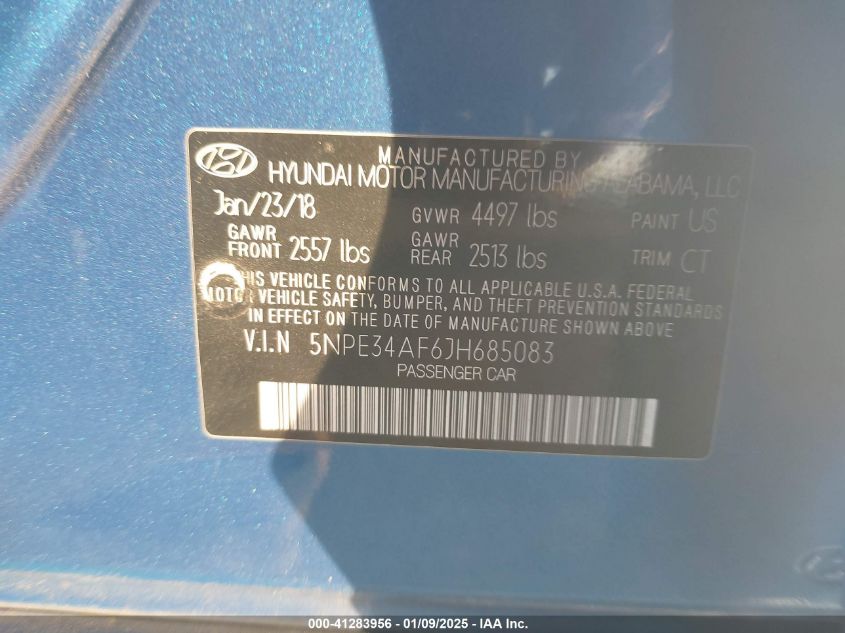 MANUFACTURED BY
HYUNDAI MOTOR MANUFACTURING ALABAMA, LLC
Jan/23/18 GVWR 4497 lbs PAINT US
GAWR FRONT 2557 lbs GAWR REAR 2513 lbs TRIM CT
THIS VEHICLE CONFORMS TO ALL APPLICABLE U.S.A. FEDERAL
MOTOR VEHICLE SAFETY, BUMPER, AND THEFT PREVENTION STANDARDS
IN EFFECT ON THE DATE OF MANUFACTURE SHOWN ABOVE
V.I.N 5NPE34AF6JH685083
PASSENGER CAR
000-41283956 - 01/09/2025 - IAA Inc.